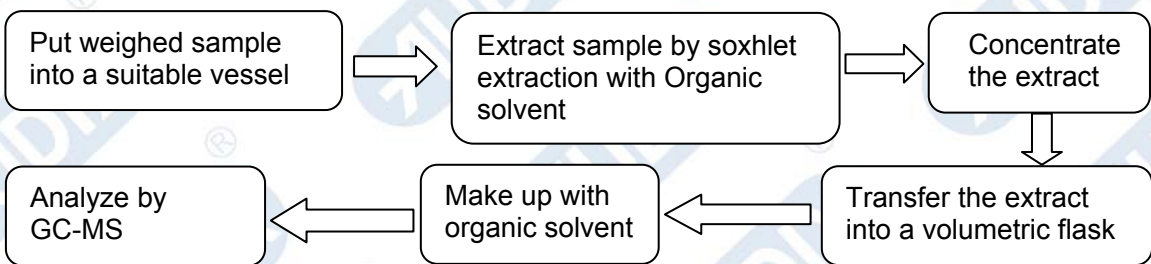 Put weighed sample
into a suitable vessel
Extract sample by soxhlet
extraction with Organic
solvent
Concentrate
the extract
Transfer the extract
into a volumetric flask
Make up with
organic solvent
Analyze by
GC-MS
®